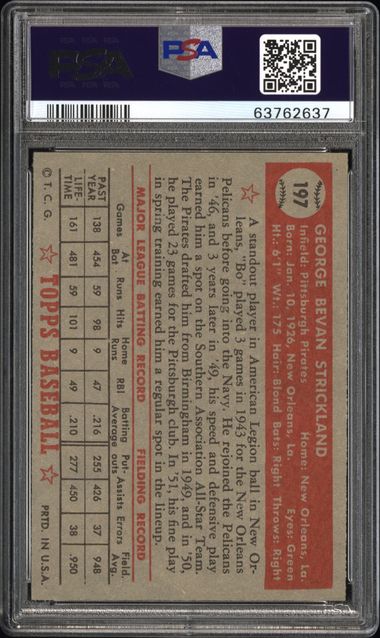 PSA
PSA
63762637
197
GEORGE BEVAN STRICKLAND
Infield: Pittsburgh Pirates Home: New Orleans, La.
Born: Jan. 10, 1926, New Orleans, La. Eyes: Green
Ht.: 6'1" Wt.: 175 Hair: Blond Bats: Right Throws: Right
A standout player in American Legion ball in New Or-
leans, "Bo" played 3 games in 1943 for the New Orleans
Pelicans before going into the Navy. He rejoined the Pelicans
in '46, and 3 years later in '49, his speed and defensive play
earned him a spot on the Southern Association All-Star Team.
The Pirates drafted him from Birmingham in 1949, and in '50,
he played 23 games for the Pittsburgh club. In '51, his fine play
in spring training earned him a regular spot in the lineup.
MAJOR LEAGUE BATTING RECORD FIELDING RECORD
Games At Bat Runs Hits Home Runs RBI Batting Average Put-outs Assists Errors Field. Avg.
PAST YEAR 138 454 59 98 9 47 .216 255 426 37 .948
LIFE-TIME 161 481 59 101 9 49 .210 277 450 38 .950
© T. C. G. TOPPS BASEBALL PRTD. IN U.S.A.